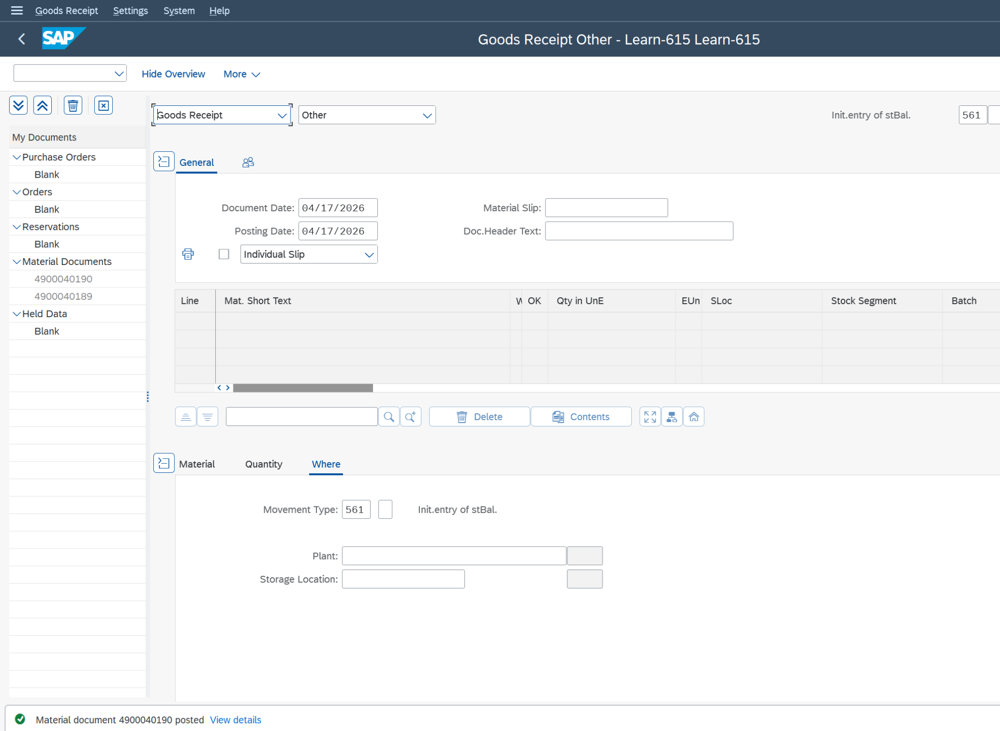 Goods Receipt Settings System Help
SAP Goods Receipt Other - Learn-615 Learn-615
Hide Overview More
Goods Receipt Other Init.entry of stBal. 561
My Documents
Purchase Orders
Blank
Orders
Blank
Reservations
Blank
Material Documents
4900040190
4900040189
Held Data
Blank
General
Document Date: 04/17/2026 Material Slip:
Posting Date: 04/17/2026 Doc.Header Text:
Individual Slip
Line Mat. Short Text OK Qty in UnE EUn SLoc Stock Segment Batch
Delete Contents
Material Quantity Where
Movement Type: 561 Init.entry of stBal.
Plant:
Storage Location:
Material document 4900040190 posted View details